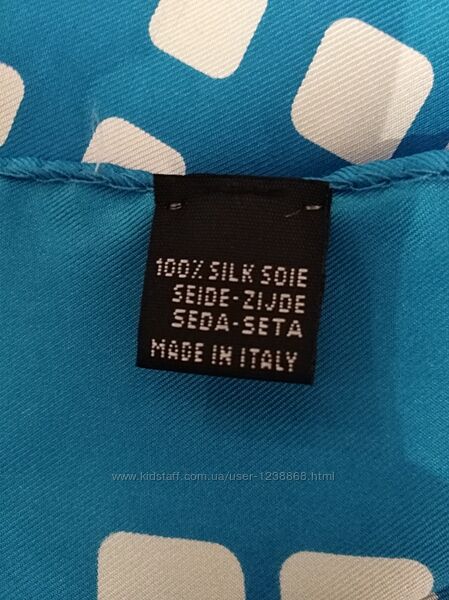 100% SILK SOIE
SEIDE-ZIJDE
SEDA-SETA
MADE IN ITALY
www.kidstaff.com.ua/user-1238868.html